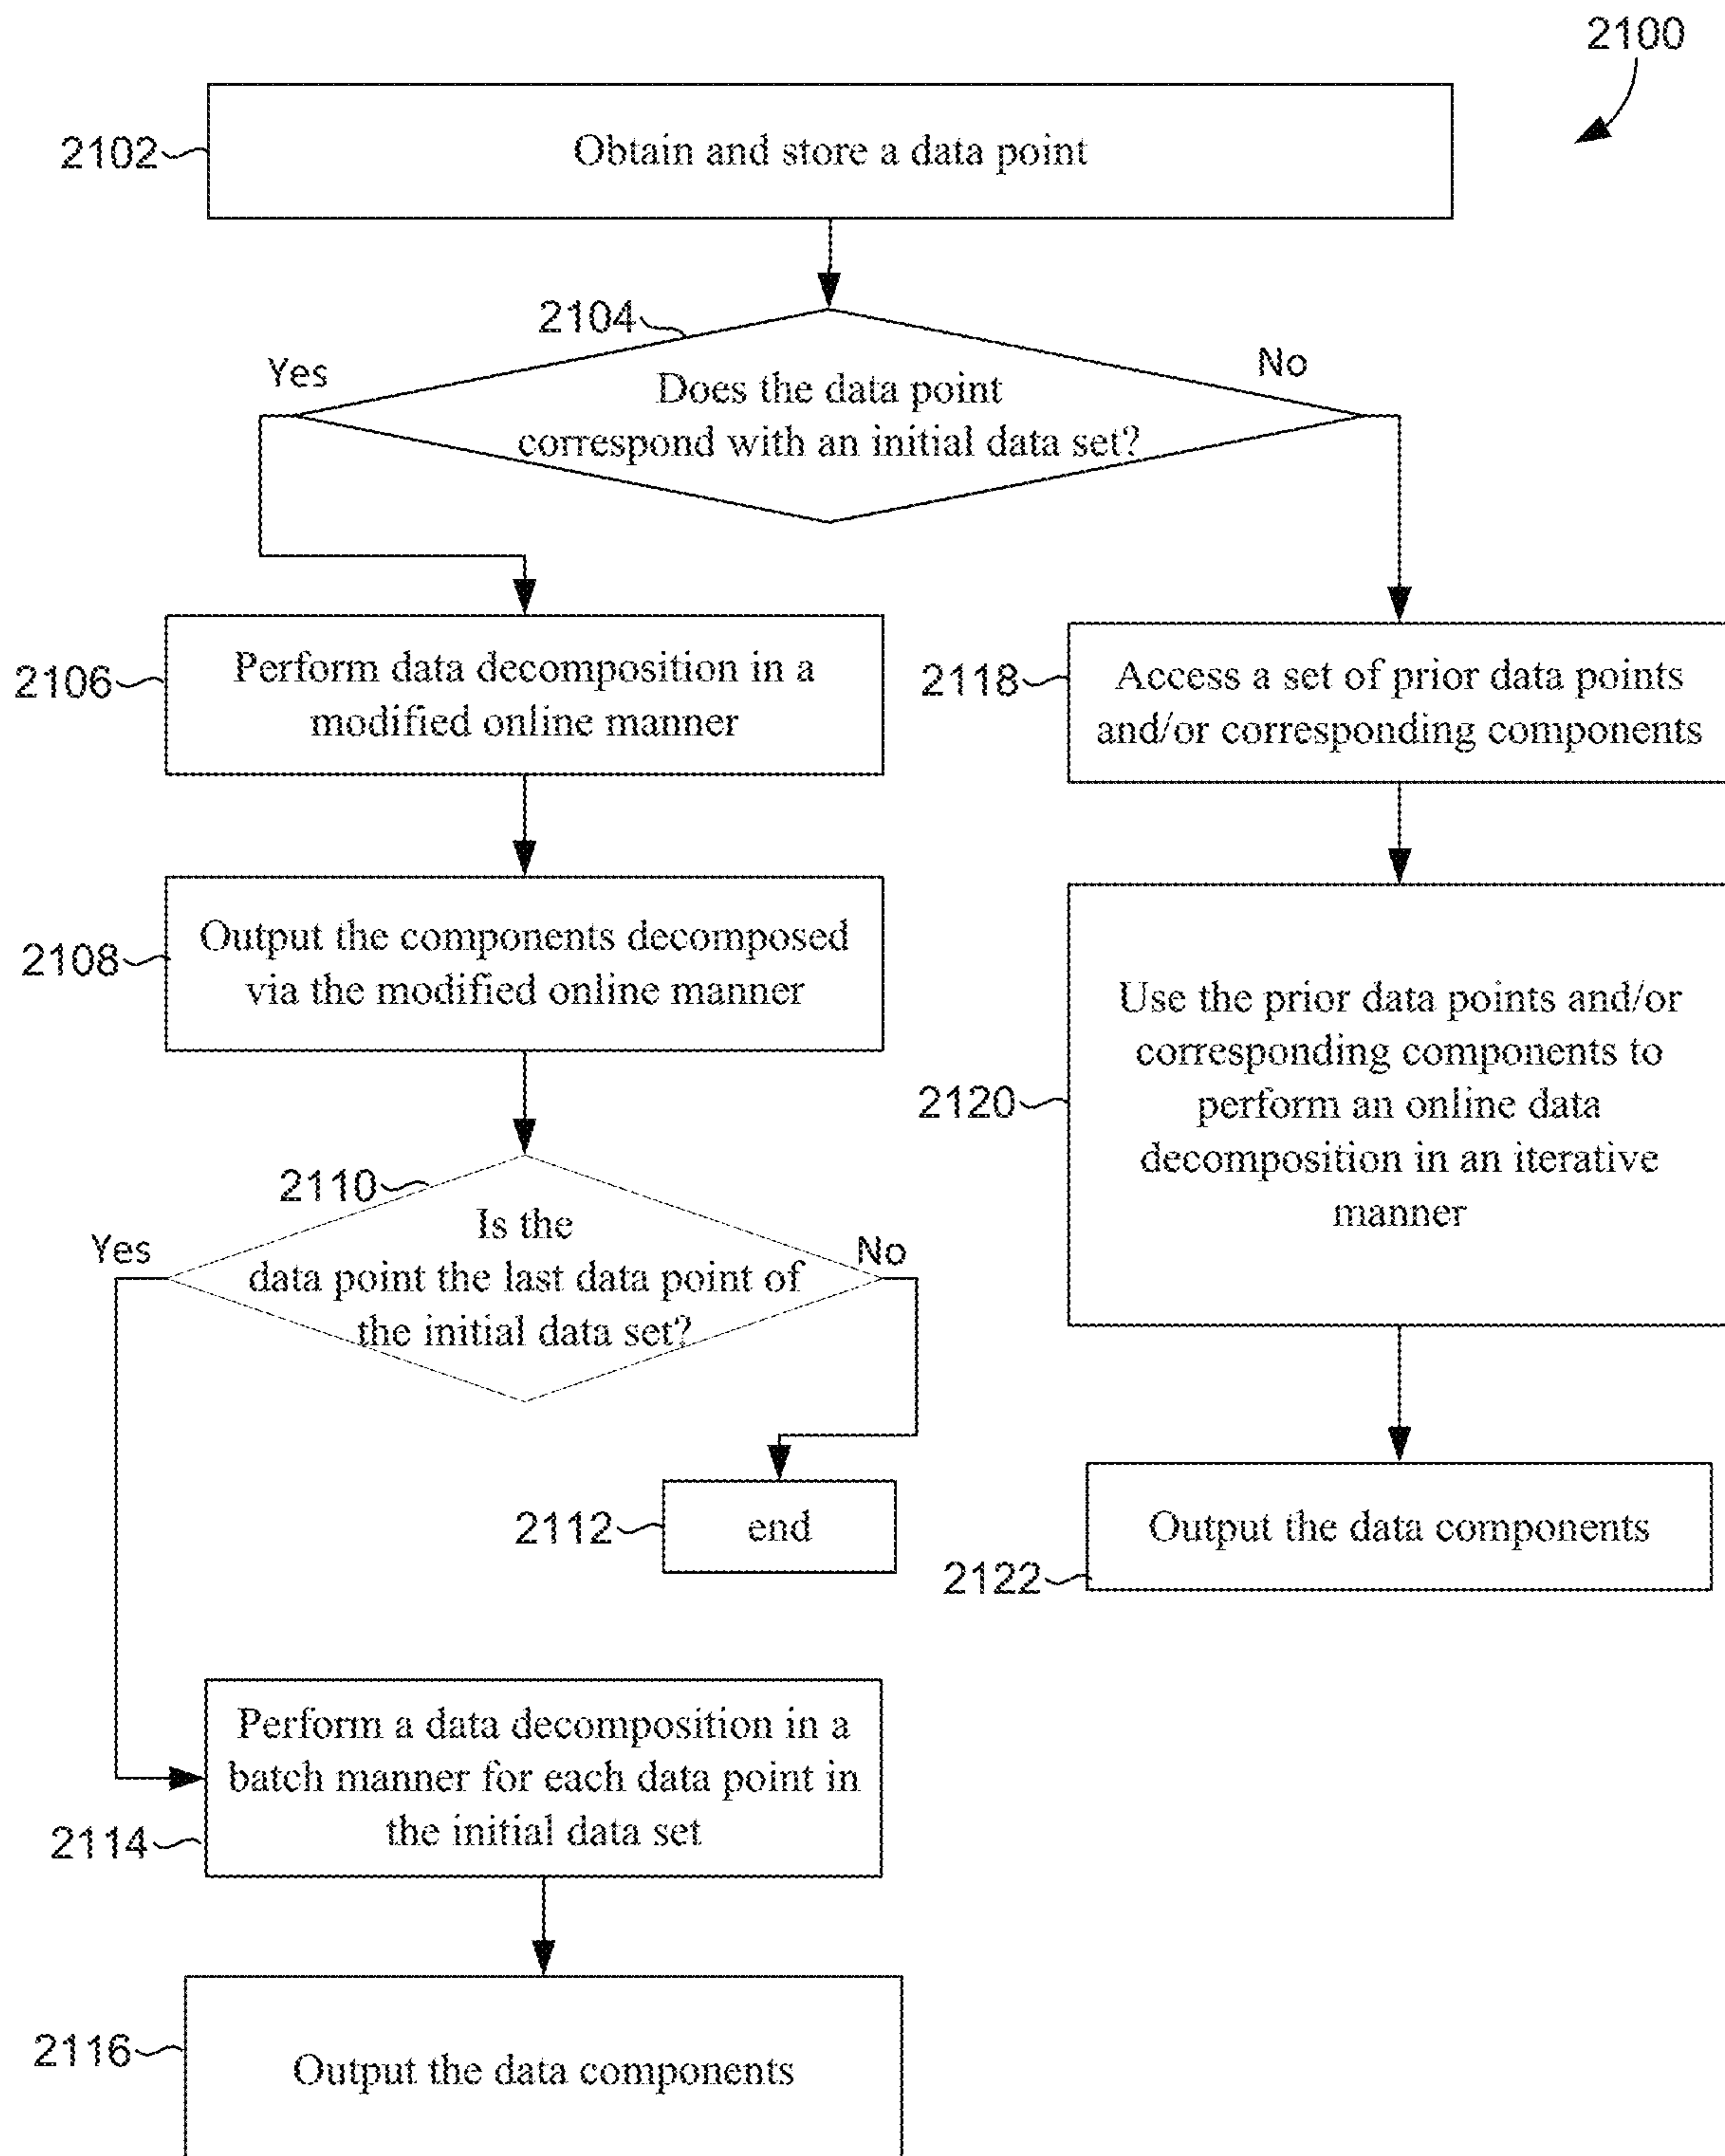 2100
2102
Obtain and store a data point
2104
Yes
No
Does the data point
correspond with an initial data set?
2106
Perform data decomposition in a
modified online manner
2108
Output the components decomposed
via the modified online manner
2110
Yes
No
Is the
data point the last data point of
the initial data set?
2112
end
2114
Perform a data decomposition in a
batch manner for each data point in
the initial data set
2116
Output the data components
2118
Access a set of prior data points
and/or corresponding components
2120
Use the prior data points and/or
corresponding components to
perform an online data
decomposition in an iterative
manner
2122
Output the data components